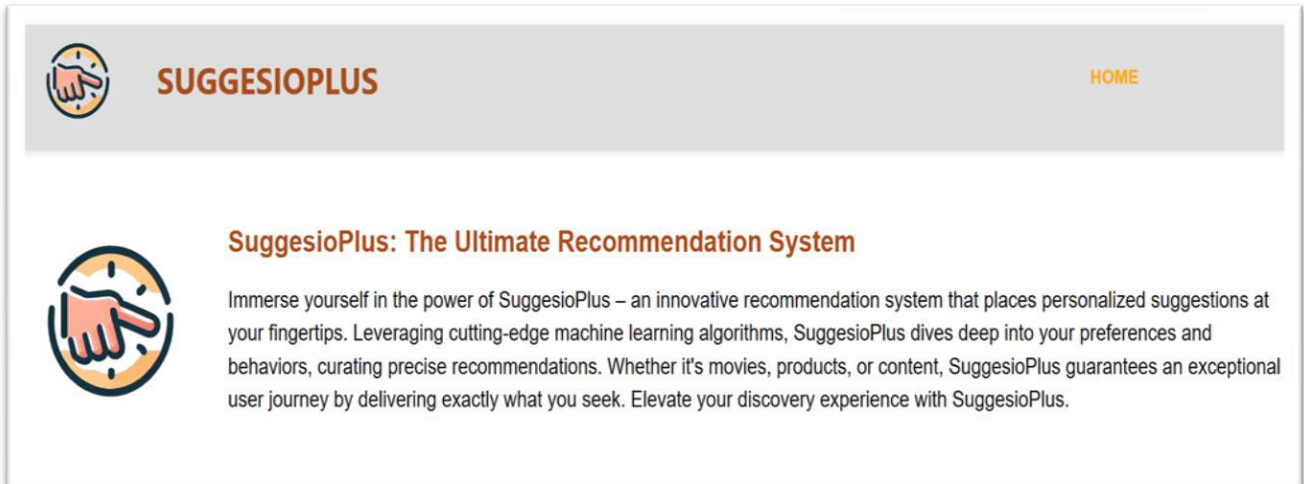 SUGGESIOPLUS
HOME
SuggesioPlus: The Ultimate Recommendation System
Immerse yourself in the power of SuggesioPlus – an innovative recommendation system that places personalized suggestions at
your fingertips. Leveraging cutting-edge machine learning algorithms, SuggesioPlus dives deep into your preferences and
behaviors, curating precise recommendations. Whether it's movies, products, or content, SuggesioPlus guarantees an exceptional
user journey by delivering exactly what you seek. Elevate your discovery experience with SuggesioPlus.